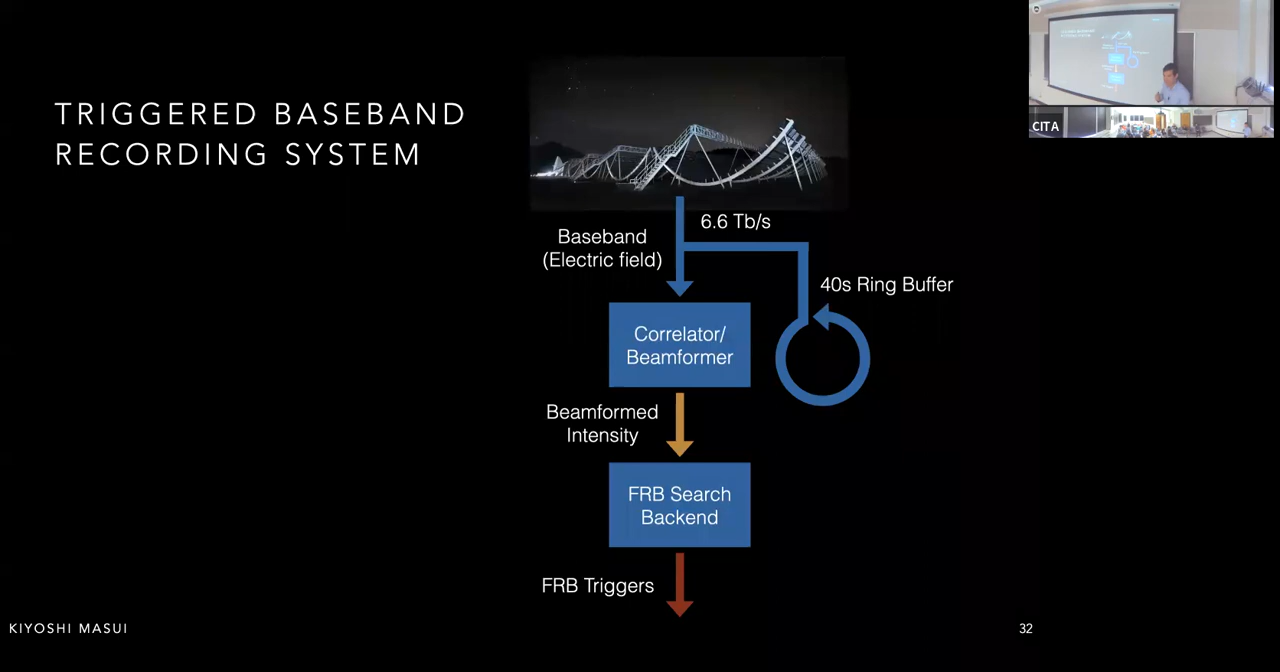 TRIGGERED BASEBAND
RECORDING SYSTEM
6.6 Tb/s
Baseband
(Electric field)
40s Ring Buffer
Correlator/
Beamformer
Beamformed
Intensity
FRB Search
Backend
FRB Triggers
KIYOSHI MASUI
32
CITA